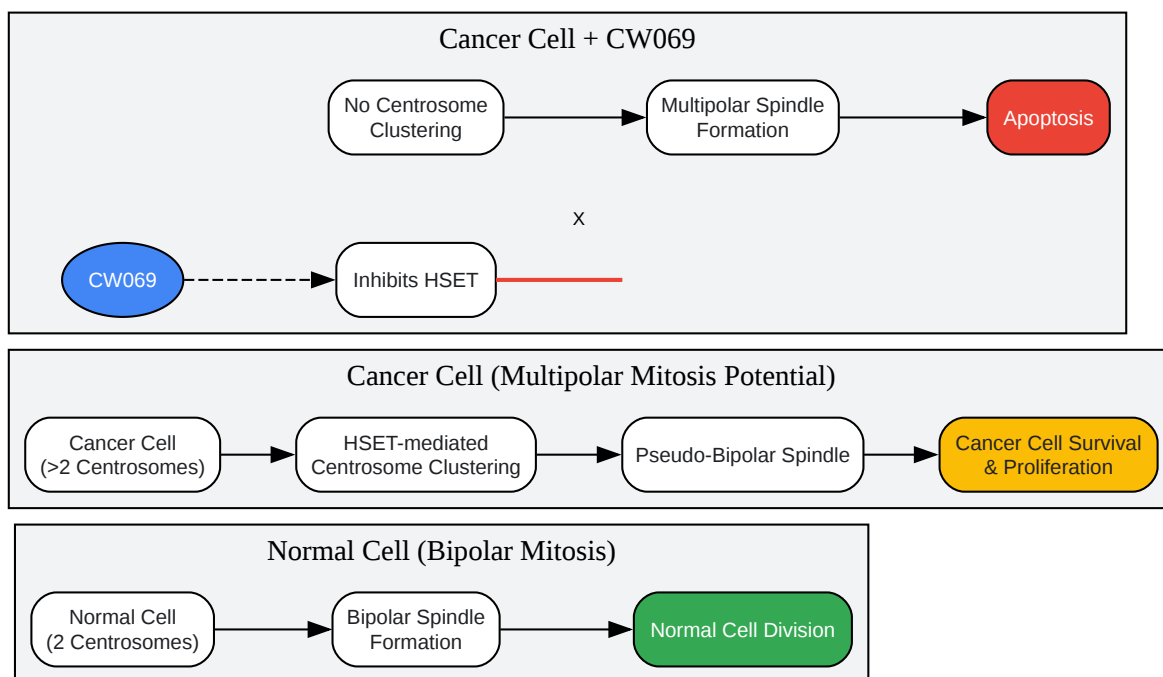 Cancer Cell + CW069
No Centrosome
Clustering
Multipolar Spindle
Formation
Apoptosis
X
CW069
Inhibits HSET
Cancer Cell (Multipolar Mitosis Potential)
Cancer Cell
(>2 Centrosomes)
HSET-mediated
Centrosome Clustering
Pseudo-Bipolar Spindle
Cancer Cell Survival
& Proliferation
Normal Cell (Bipolar Mitosis)
Normal Cell
(2 Centrosomes)
Bipolar Spindle
Formation
Normal Cell Division